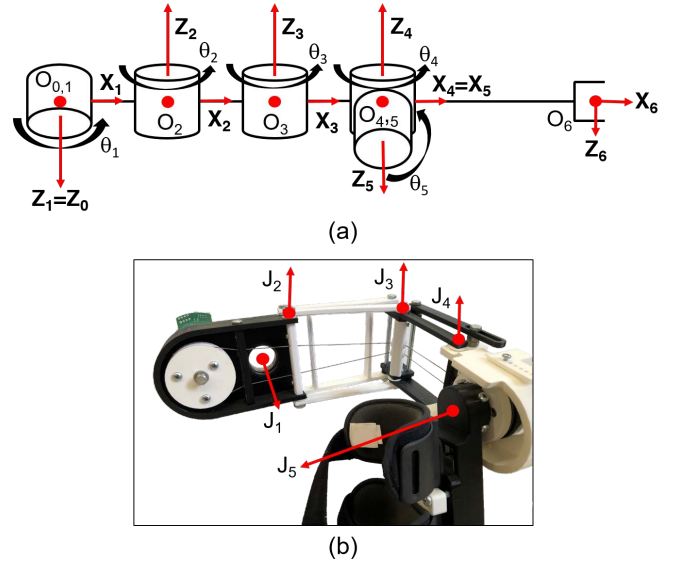 Z2 Z3 Z4
θ2 θ3 θ4
O0,1 X1 X4=X5
X6
O2 X2 O3 X3 O4,5 O6
θ1
Z5 θ5 Z6
Z1=Z0
(a)
J2 J3 J4
J1
J5
(b)